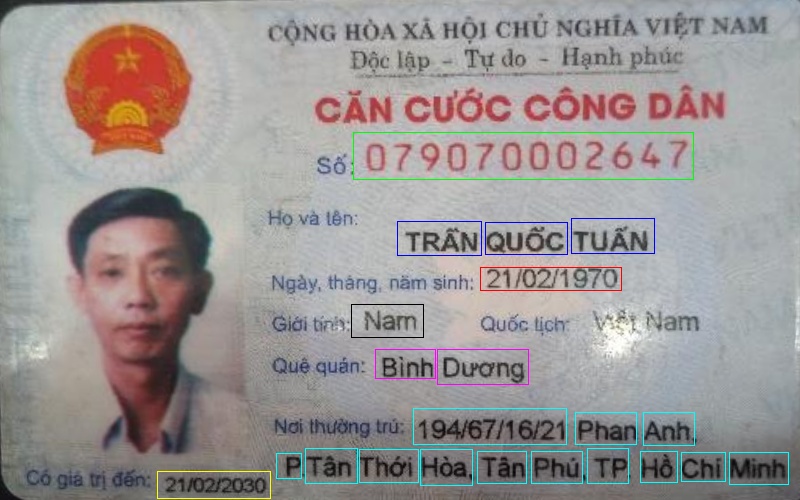 CỘNG HÒA XÃ HỘI CHỦ NGHĨA VIỆT NAM
Độc lập - Tự do - Hạnh phúc
CĂN CƯỚC CÔNG DÂN
Số: 079070002647
Họ và tên:
TRẦN QUỐC TUẤN
Ngày, tháng, năm sinh: 21/02/1970
Giới tính: Nam Quốc tịch: Việt Nam
Quê quán: Bình Dương
Nơi thường trú: 194/67/16/21 Phan Anh,
P.Tân Thới Hòa, Tân Phú, TP. Hồ Chí Minh
Có giá trị đến: 21/02/2030